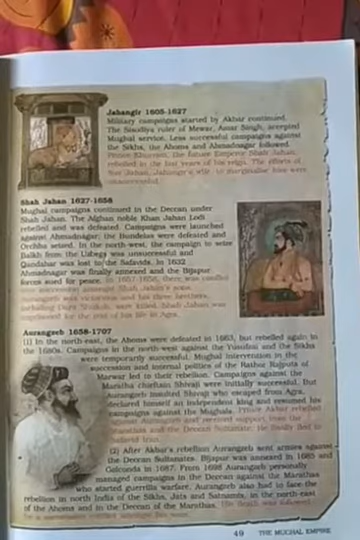 Jahangir 1605-1627
Military campaigns started by Akbar continued.
The Sisodiya ruler of Mewar, Amar Singh, accepted
Mughal service. Less successful campaigns against
the Sikhs, the Ahoms and Ahmadnagar followed.
Prince Khurram, the future Emperor Shah Jahan,
rebelled in the last years of his reign. The efforts of
Nur Jahan, Jahangir's wife, to marginalise him were
unsuccessful.
Shah Jahan 1627-1658
Mughal campaigns continued in the Deccan under
Shah Jahan. The Afghan noble Khan Jahan Lodi
rebelled and was defeated. Campaigns were launched
against Ahmadnagar; the Bundelas were defeated and
Orchha seized. In the north-west, the campaign to seize
Balkh from the Uzbegs was unsuccessful and
Qandahar was lost to the Safavids. In 1632
Ahmadnagar was finally annexed and the Bijapur
forces sued for peace. In 1657-1658, there was conflict
over succession amongst Shah Jahan's sons.
Aurangzeb was victorious and his three brothers,
including Dara Shukoh, were killed. Shah Jahan was
imprisoned for the rest of his life in Agra.
Aurangzeb 1658-1707
(1) In the north-east, the Ahoms were defeated in 1663, but rebelled again in
the 1680s. Campaigns in the north-west against the Yusufzai and the Sikhs
were temporarily successful. Mughal intervention in the
succession and internal politics of the Rathor Rajputs of
Marwar led to their rebellion. Campaigns against the
Maratha chieftain Shivaji were initially successful. But
Aurangzeb insulted Shivaji who escaped from Agra,
declared himself an independent king and resumed his
campaigns against the Mughals. Prince Akbar rebelled
against Aurangzeb and received support from the
Marathas and the Deccan Sultanate. He finally fled to
Safavid Iran.
(2) After Akbar's rebellion Aurangzeb sent armies against
the Deccan Sultanates. Bijapur was annexed in 1685 and
Golconda in 1687. From 1698 Aurangzeb personally
managed campaigns in the Deccan against the Marathas
who started guerrilla warfare. Aurangzeb also had to face the
rebellion in north India of the Sikhs, Jats and Satnamis, in the north-east
of the Ahoms and in the Deccan of the Marathas. His death was followed
by a succession conflict amongst his sons.
49 THE MUGHAL EMPIRE